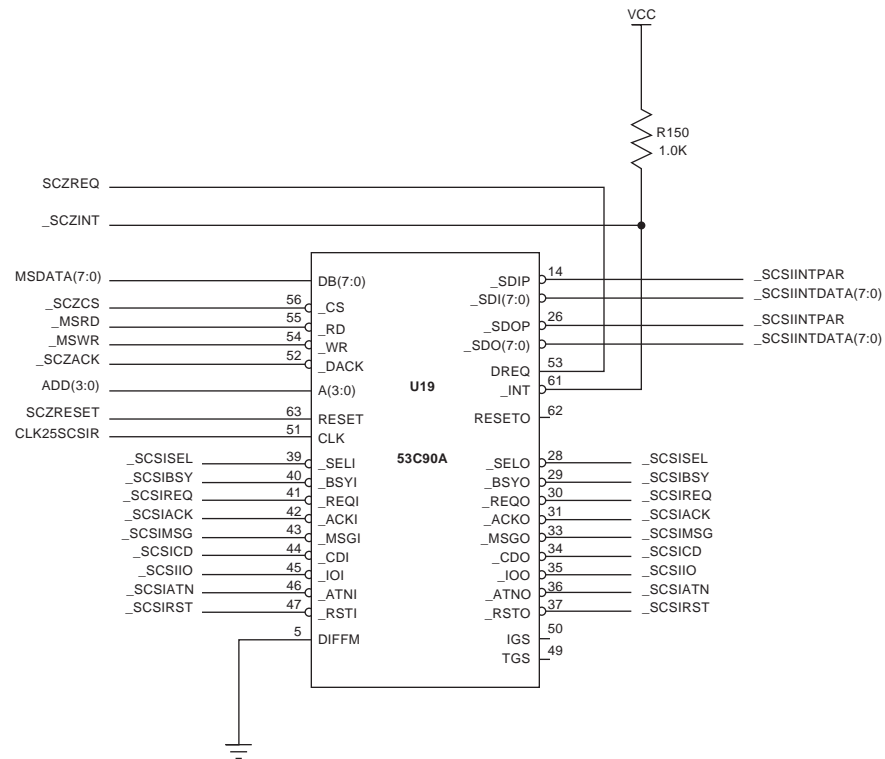 VCC
R150
1.0K
SCZREQ
_SCZINT
MSDATA(7:0)
DB(7:0)
_SDIP
14
_SCSIINTPAR
_SDI(7:0)
_SCSIINTDATA(7:0)
_SCZCS
56
_CS
_MSRD
55
_RD
_SDOP
26
_SCSIINTPAR
_MSWR
54
_WR
_SDO(7:0)
_SCSIINTDATA(7:0)
_SCZACK
52
_DACK
DREQ
53
ADD(3:0)
A(3:0)
U19
_INT
61
SCZRESET
63
RESET
RESETO
62
CLK25SCSIR
51
CLK
53C90A
_SCSISEL
39
_SELI
_SELO
28
_SCSISEL
_SCSIBSY
40
_BSYI
_BSYO
29
_SCSIBSY
_SCSIREQ
41
_REQI
_REQO
30
_SCSIREQ
_SCSIACK
42
_ACKI
_ACKO
31
_SCSIACK
_SCSIMSG
43
_MSGI
_MSGO
33
_SCSIMSG
_SCSICD
44
_CDI
_CDO
34
_SCSICD
_SCSIIO
45
_IOI
_IOO
35
_SCSIIO
_SCSIATN
46
_ATNI
_ATNO
36
_SCSIATN
_SCSIRST
47
_RSTI
_RSTO
37
_SCSIRST
5
DIFFM
IGS
50
TGS
49